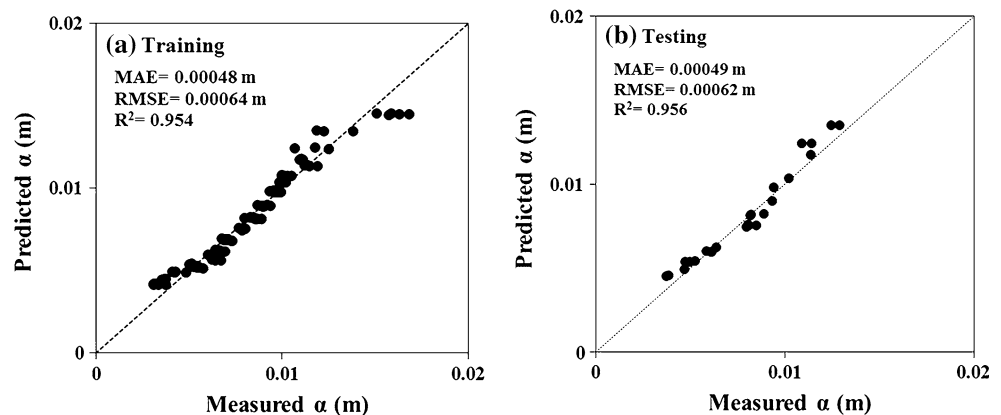 0.02
(a) Training
MAE= 0.00048 m
RMSE= 0.00064 m
R²= 0.954
Predicted α (m)
0.01
0
0
0.01
0.02
Measured α (m)
0.02
(b) Testing
MAE= 0.00049 m
RMSE= 0.00062 m
R²= 0.956
Predicted α (m)
0.01
0
0
0.01
0.02
Measured α (m)